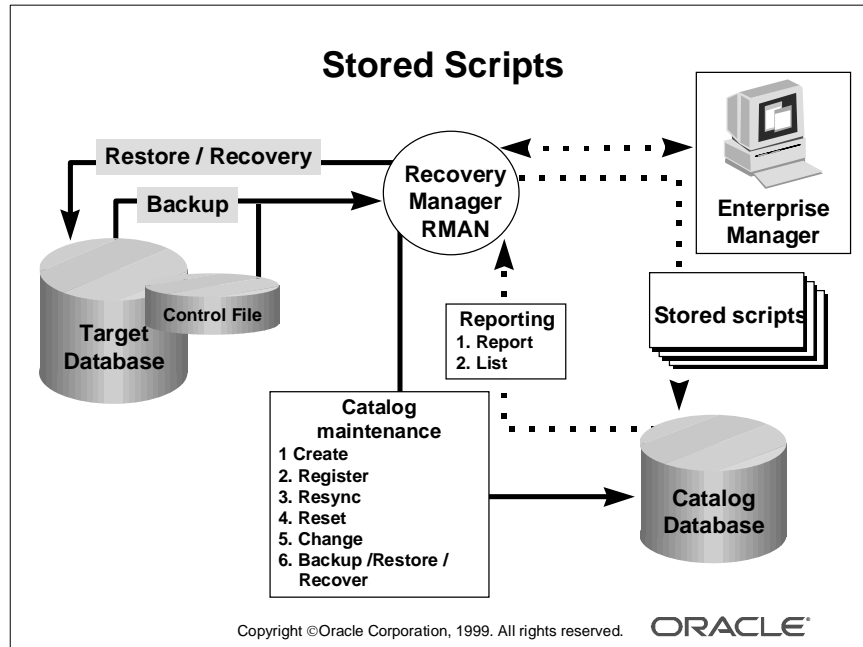 Stored Scripts
Restore / Recovery
Backup
Recovery
Manager
RMAN
Enterprise
Manager
Target
Database
Control File
Reporting
1. Report
2. List
Stored scripts
Catalog
maintenance
1 Create
2. Register
3. Resync
4. Reset
5. Change
6. Backup /Restore /
Recover
Catalog
Database
Copyright ©Oracle Corporation, 1999. All rights reserved.
ORACLE®